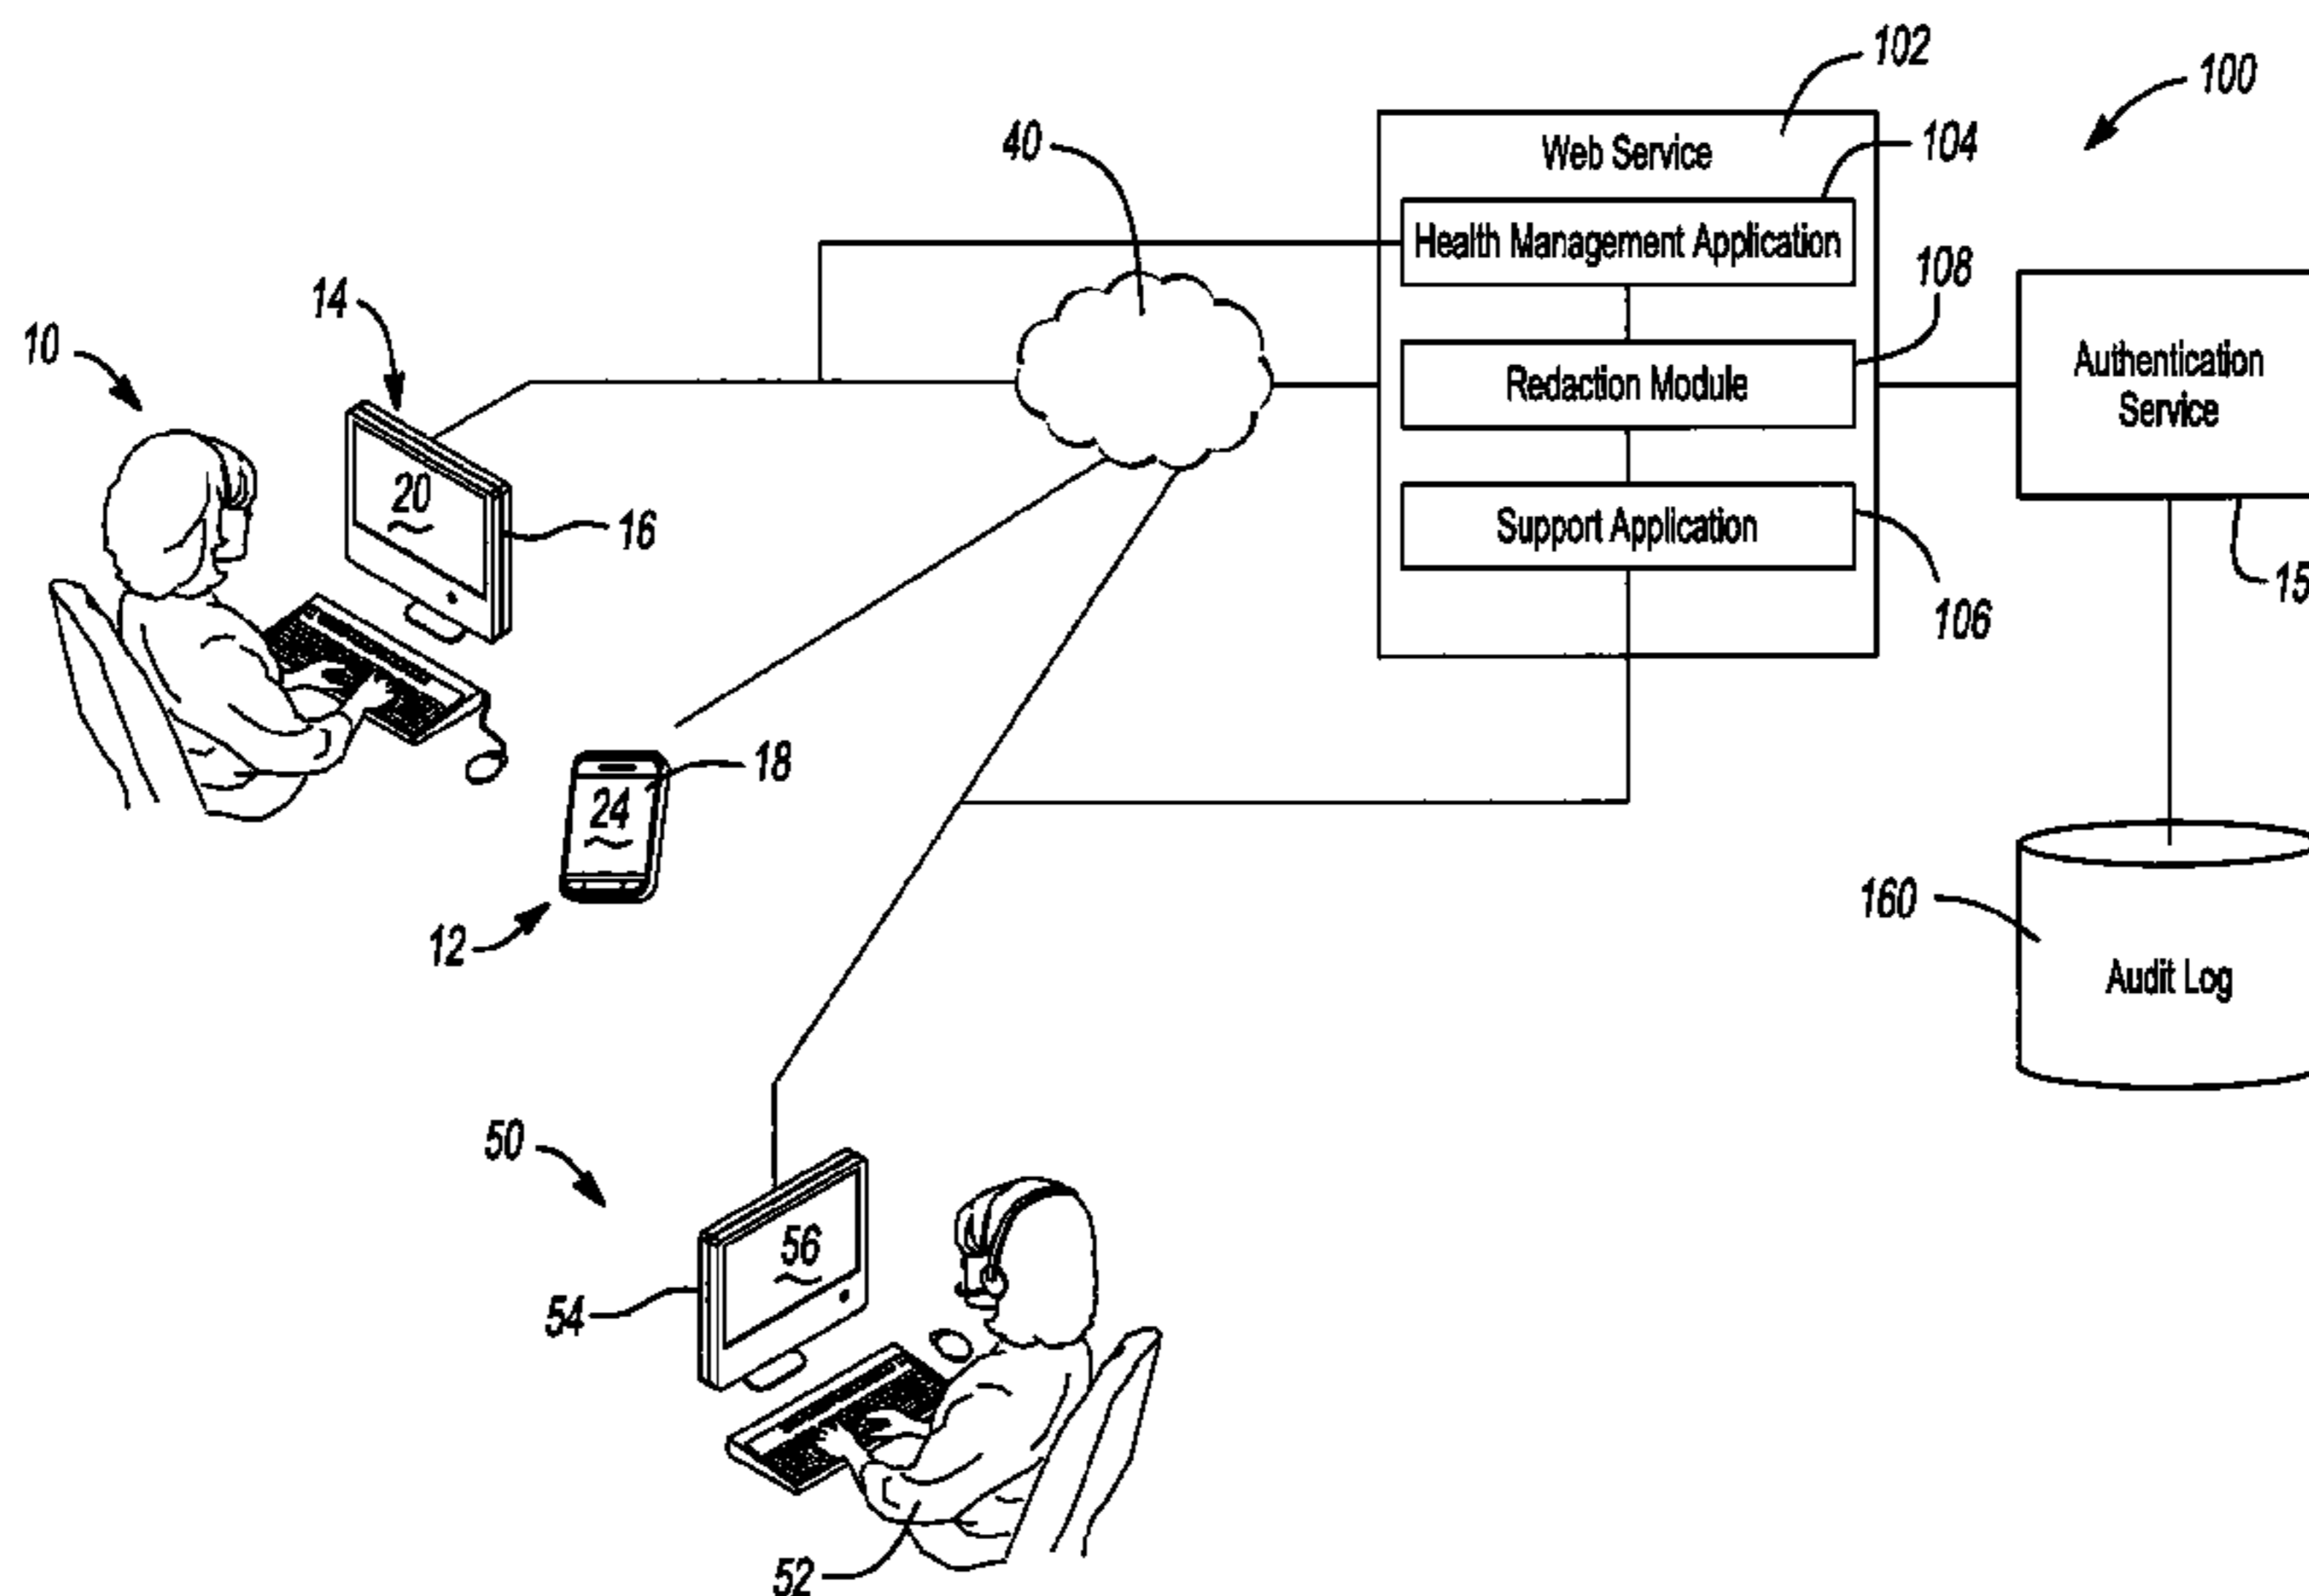 102
100
40
Web Service
104
Health Management Application
108
14
10
Authentication
Service
Redaction Module
20
16
Support Application
15
106
18
24
12
160
Audit Log
50
56
54
52